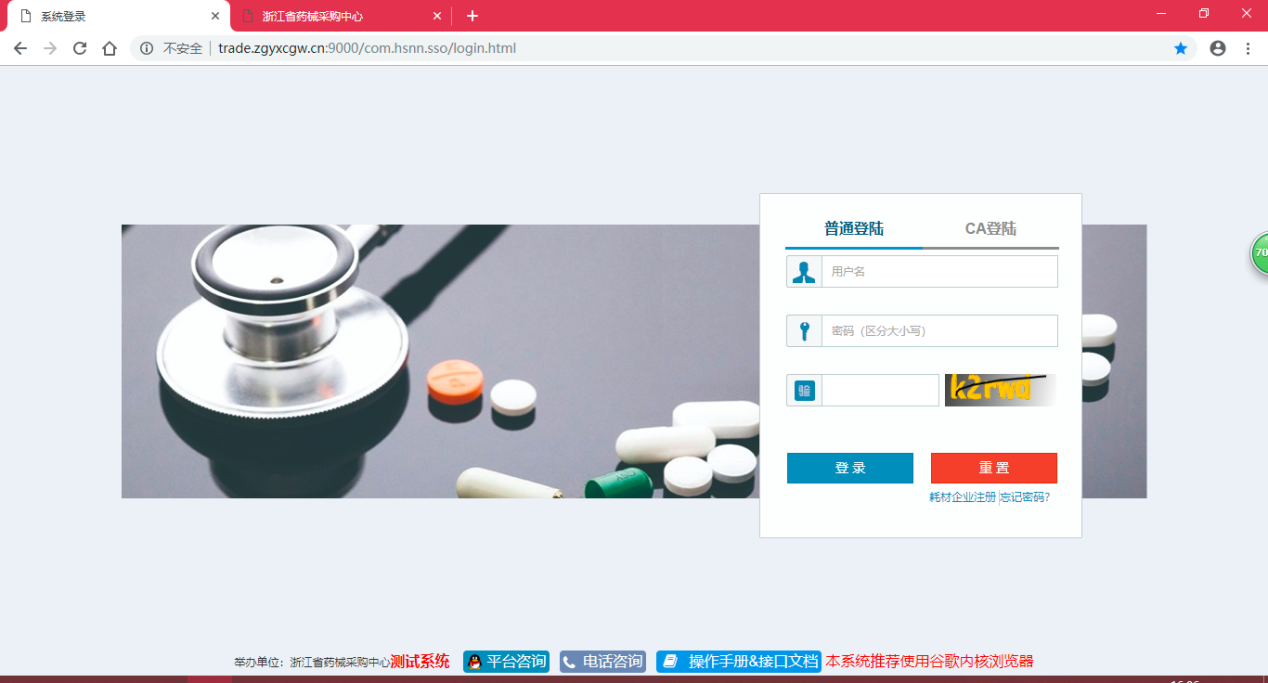 系统登录
浙江省药械采购中心
不安全
trade.zgyxcgw.cn:9000/com.hsnn.sso/login.html
普通登陆 CA登陆
用户名
70
密码（区分大小写）
验 k2rwd
登 录 重 置
耗材企业注册 |忘记密码?
举办单位：浙江省药械采购中心测试系统 平台咨询 电话咨询 操作手册&接口文档 本系统推荐使用谷歌内核浏览器